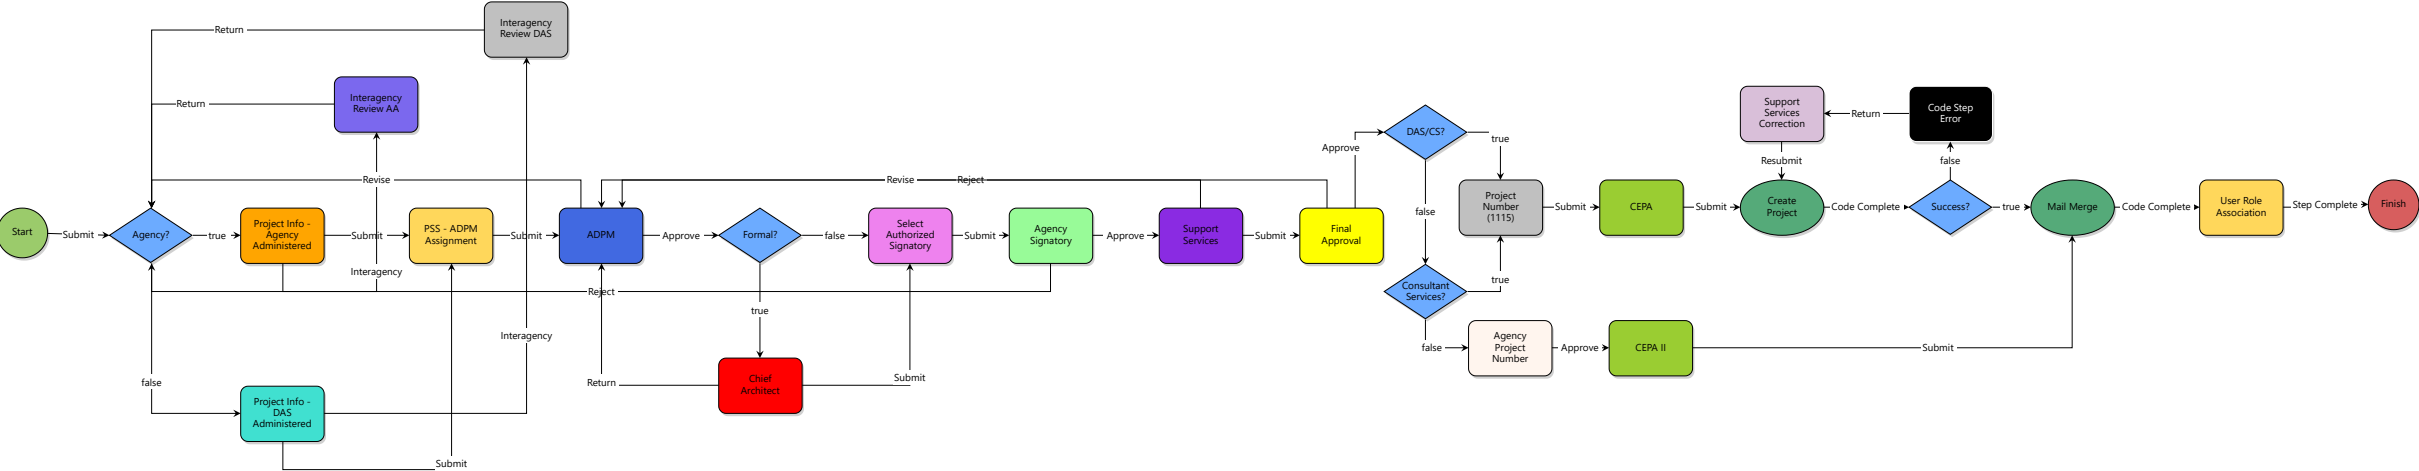 Interagency
Review DAS
Return
Interagency
Review AA
Return
Support
Services
Correction
Return
Code Step
Error
DAS/CS?
true
Approve
Resubmit
false
Revise
Revise
Reject
Start
Submit
Agency?
true
Project Info -
Agency
Administered
Submit
PSS - ADPM
Assignment
Submit
ADPM
Approve
Formal?
false
Select
Authorized
Signatory
Submit
Agency
Signatory
Approve
Support
Services
Submit
Final
Approval
false
Project
Number
(1115)
Submit
CEPA
Submit
Create
Project
Code Complete
Success?
true
Mail Merge
Code Complete
User Role
Association
Step Complete
Finish
Interagency
Reject
Consultant
Services?
true
true
Interagency
false
Agency
Project
Number
Approve
CEPA II
Submit
false
Return
Chief
Architect
Submit
Project Info -
DAS
Administered
Submit